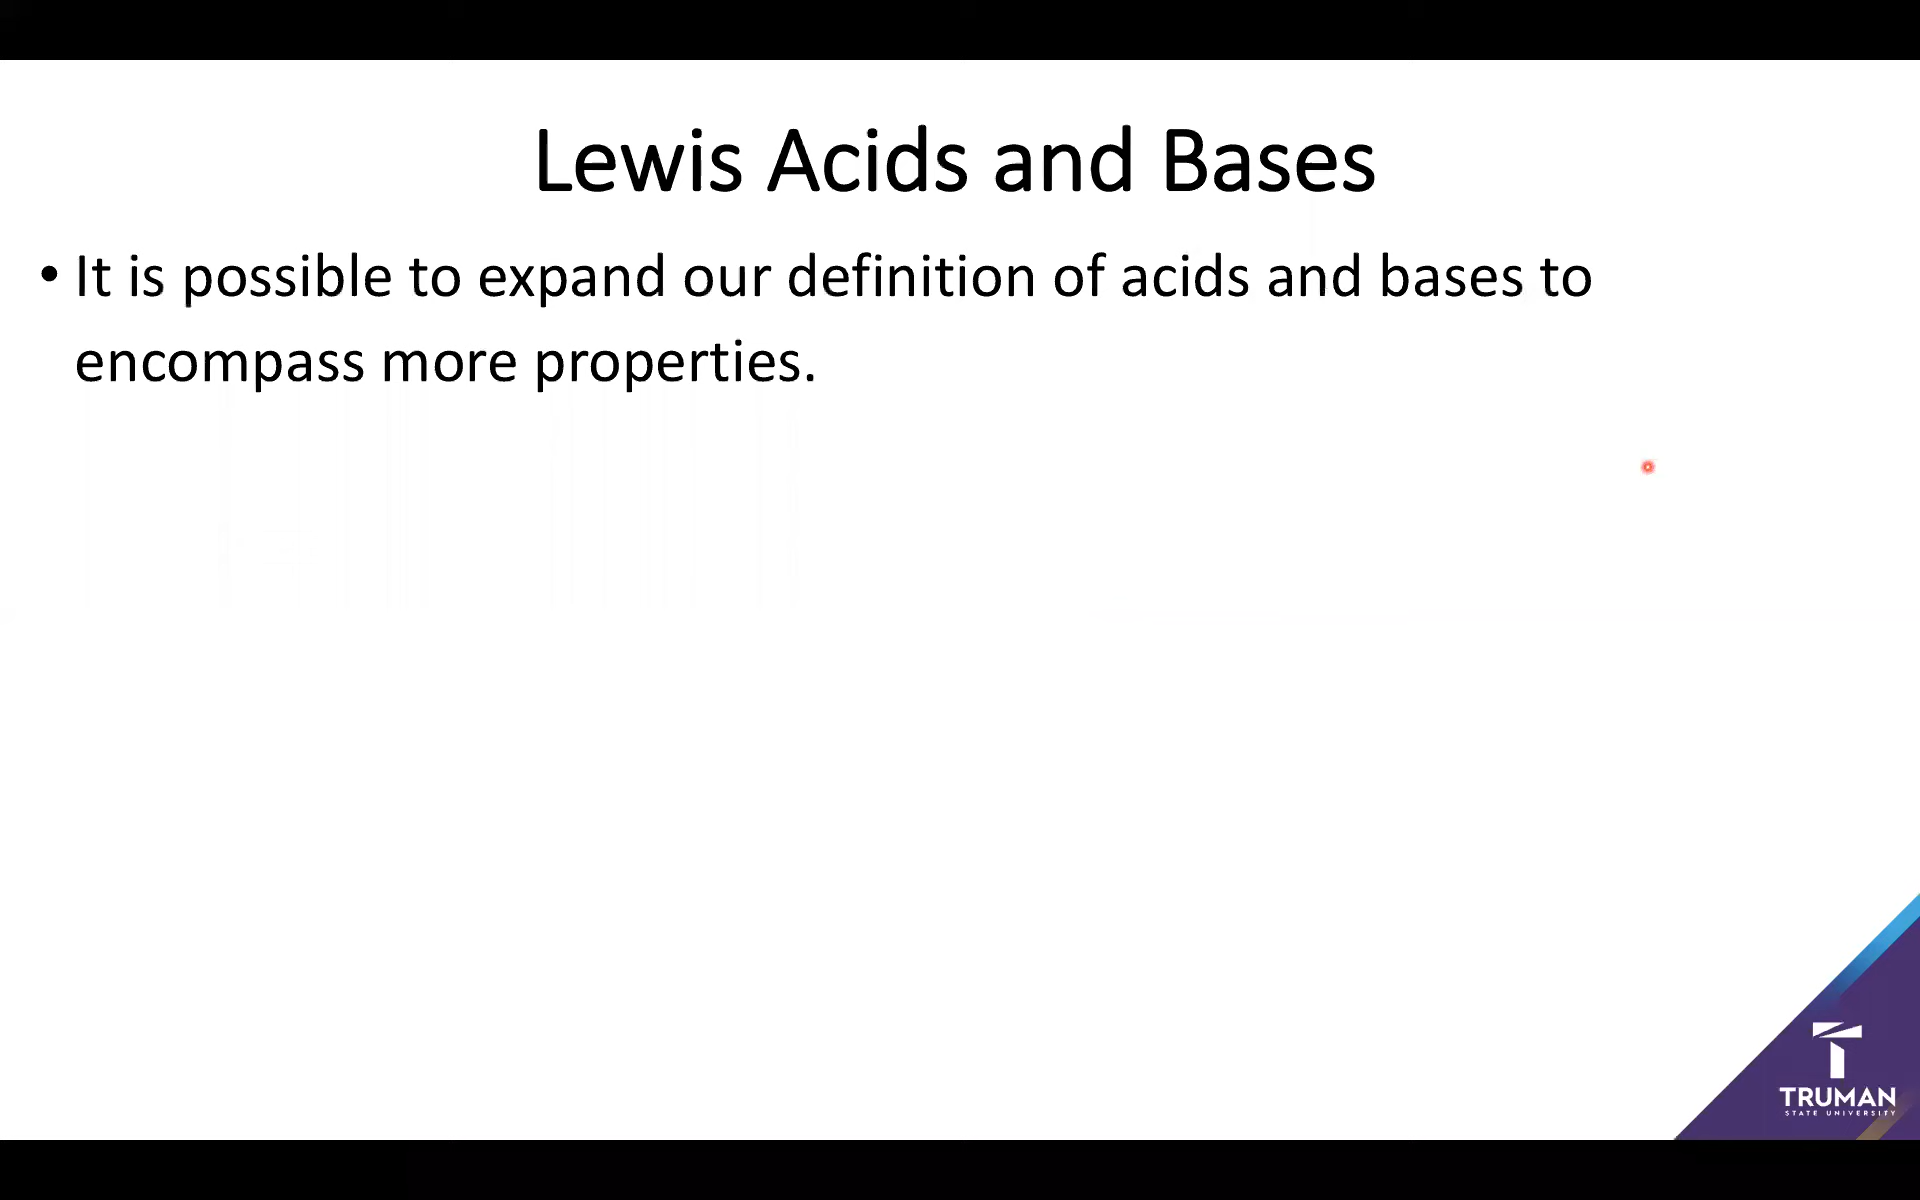 Lewis Acids and Bases
• It is possible to expand our definition of acids and bases to
encompass more properties.
TRUMAN
STATE UNIVERSITY